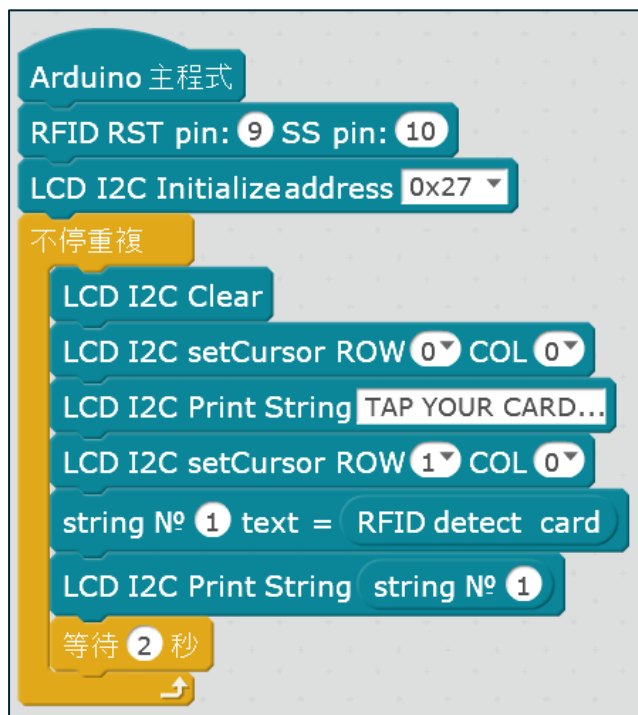 Arduino 主程式
RFID RST pin: 9 SS pin: 10
LCD I2C Initialize address 0x27
不停重複
LCD I2C Clear
LCD I2C setCursor ROW 0 COL 0
LCD I2C Print String TAP YOUR CARD...
LCD I2C setCursor ROW 1 COL 0
string Nº 1 text = RFID detect card
LCD I2C Print String string Nº 1
等待 2 秒